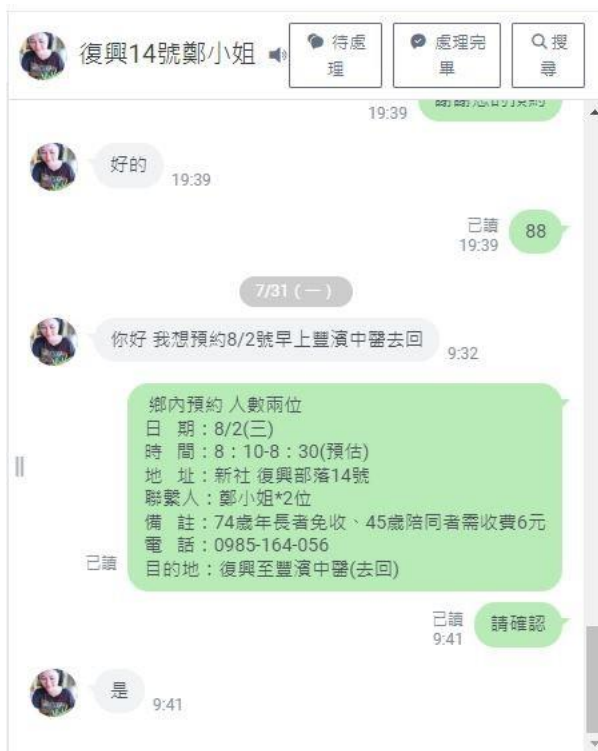 復興14號鄭小姐
待處
理
處理完
畢
搜
尋
謝謝您的預約
19:39
好的
19:39
已讀
19:39
88
7/31 (一)
你好 我想預約8/2號早上豐濱中醫去回
9:32
鄉內預約 人數兩位
日 期：8/2(三)
時 間：8：10-8：30(預估)
地 址：新社 復興部落14號
聯繫人：鄭小姐*2位
備 註：74歲年長者免收、45歲陪同者需收費6元
電 話：0985-164-056
目的地：復興至豐濱中醫(去回)
已讀
已讀
9:41
請確認
是
9:41